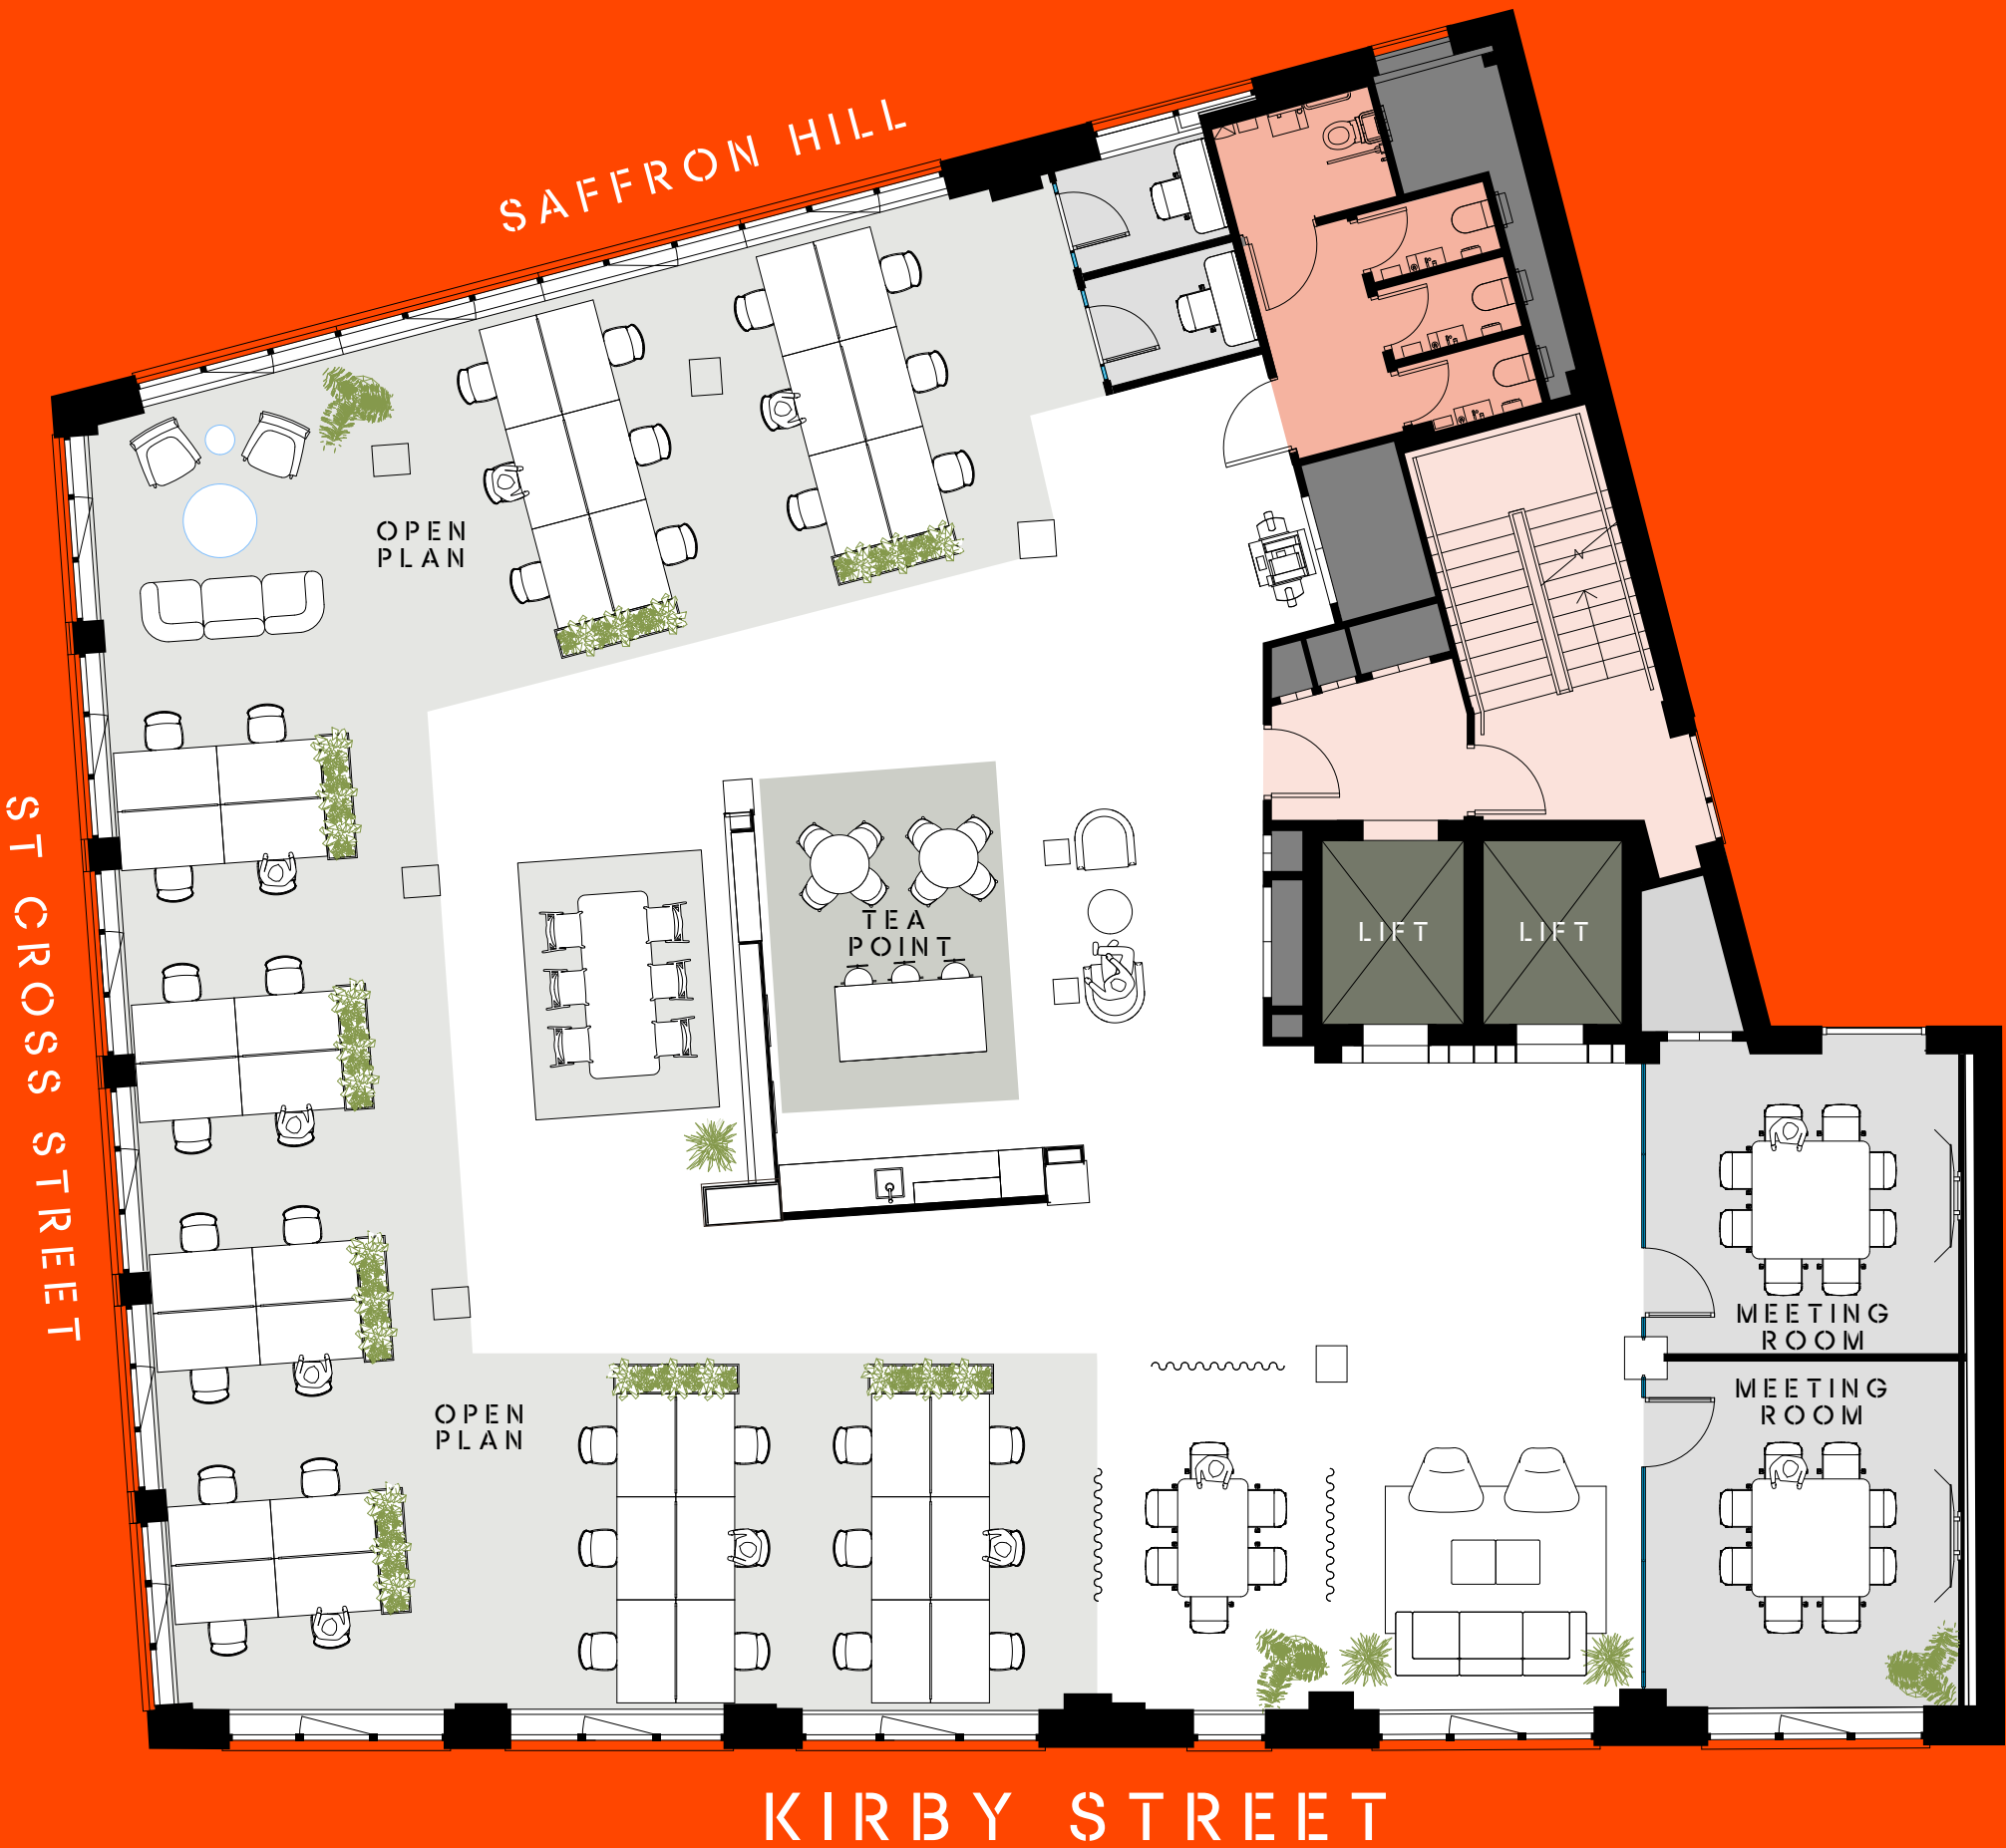 SAFFRON HILL
OPEN
PLAN
ST CROSS STREET
TEA
POINT
LIFT
LIFT
MEETING
ROOM
MEETING
ROOM
OPEN
PLAN
KIRBY STREET